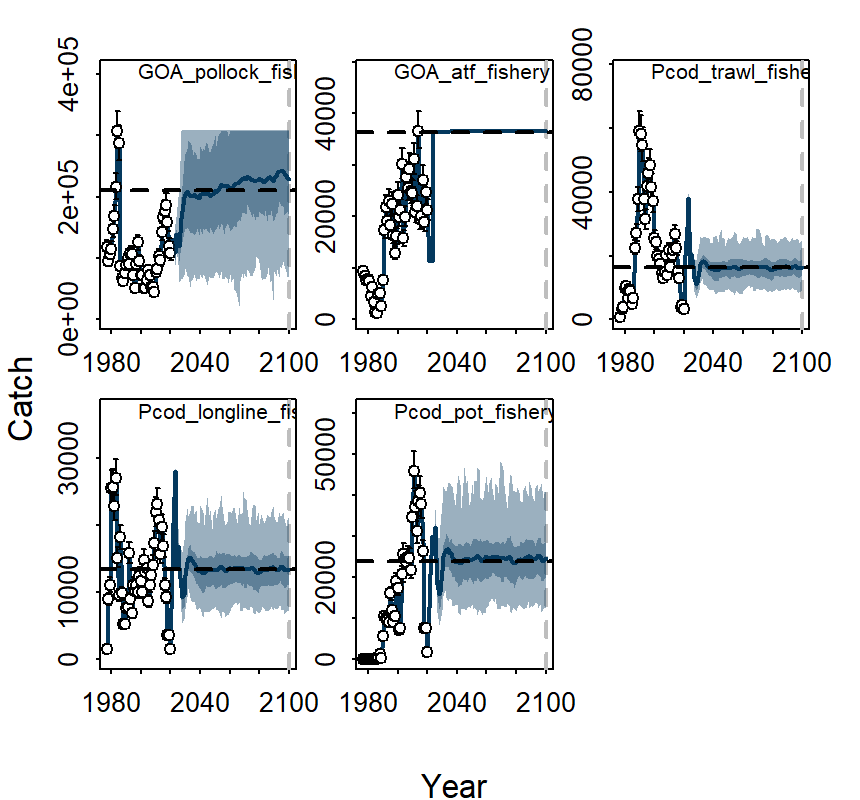 GOA_pollock_fisl
GOA_atf_fishery
Pcod_trawl_fishe
0e+00 2e+05 4e+05
0 20000 40000
0 40000 80000
1980 2040 2100
1980 2040 2100
1980 2040 2100
Catch
Pcod_longline_fis
Pcod_pot_fishery
0 10000 30000
0 20000 50000
1980 2040 2100
1980 2040 2100
Year